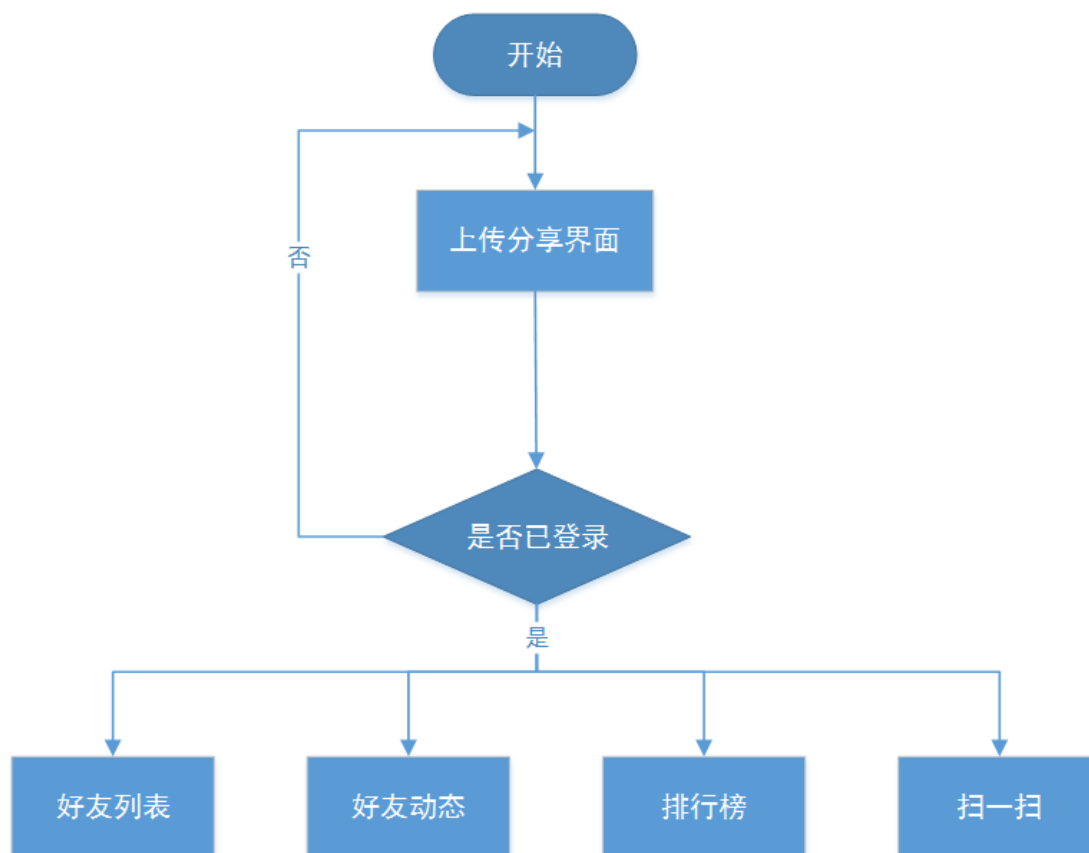 开始
上传分享界面
否
是否已登录
是
好友列表
好友动态
排行榜
扫一扫